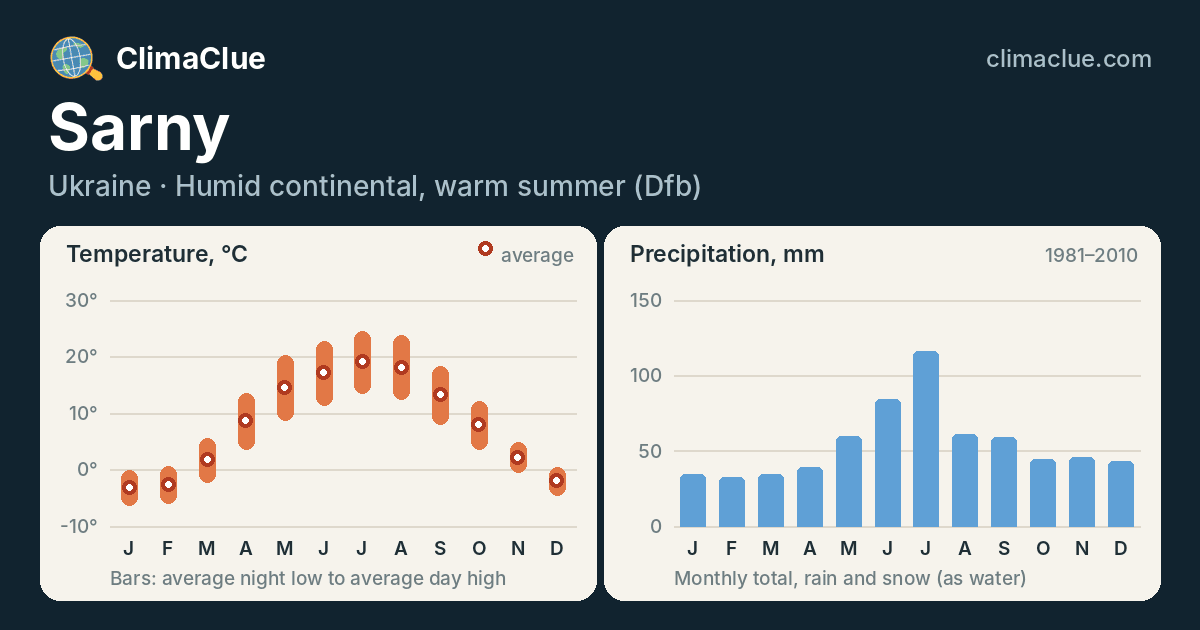 ClimaClue
climaclue.com
Sarny
Ukraine · Humid continental, warm summer (Dfb)
Temperature, °C
average
30°
20°
10°
0°
-10°
J F M A M J J A S O N D
Bars: average night low to average day high
Precipitation, mm
1981–2010
150
100
50
0
J F M A M J J A S O N D
Monthly total, rain and snow (as water)